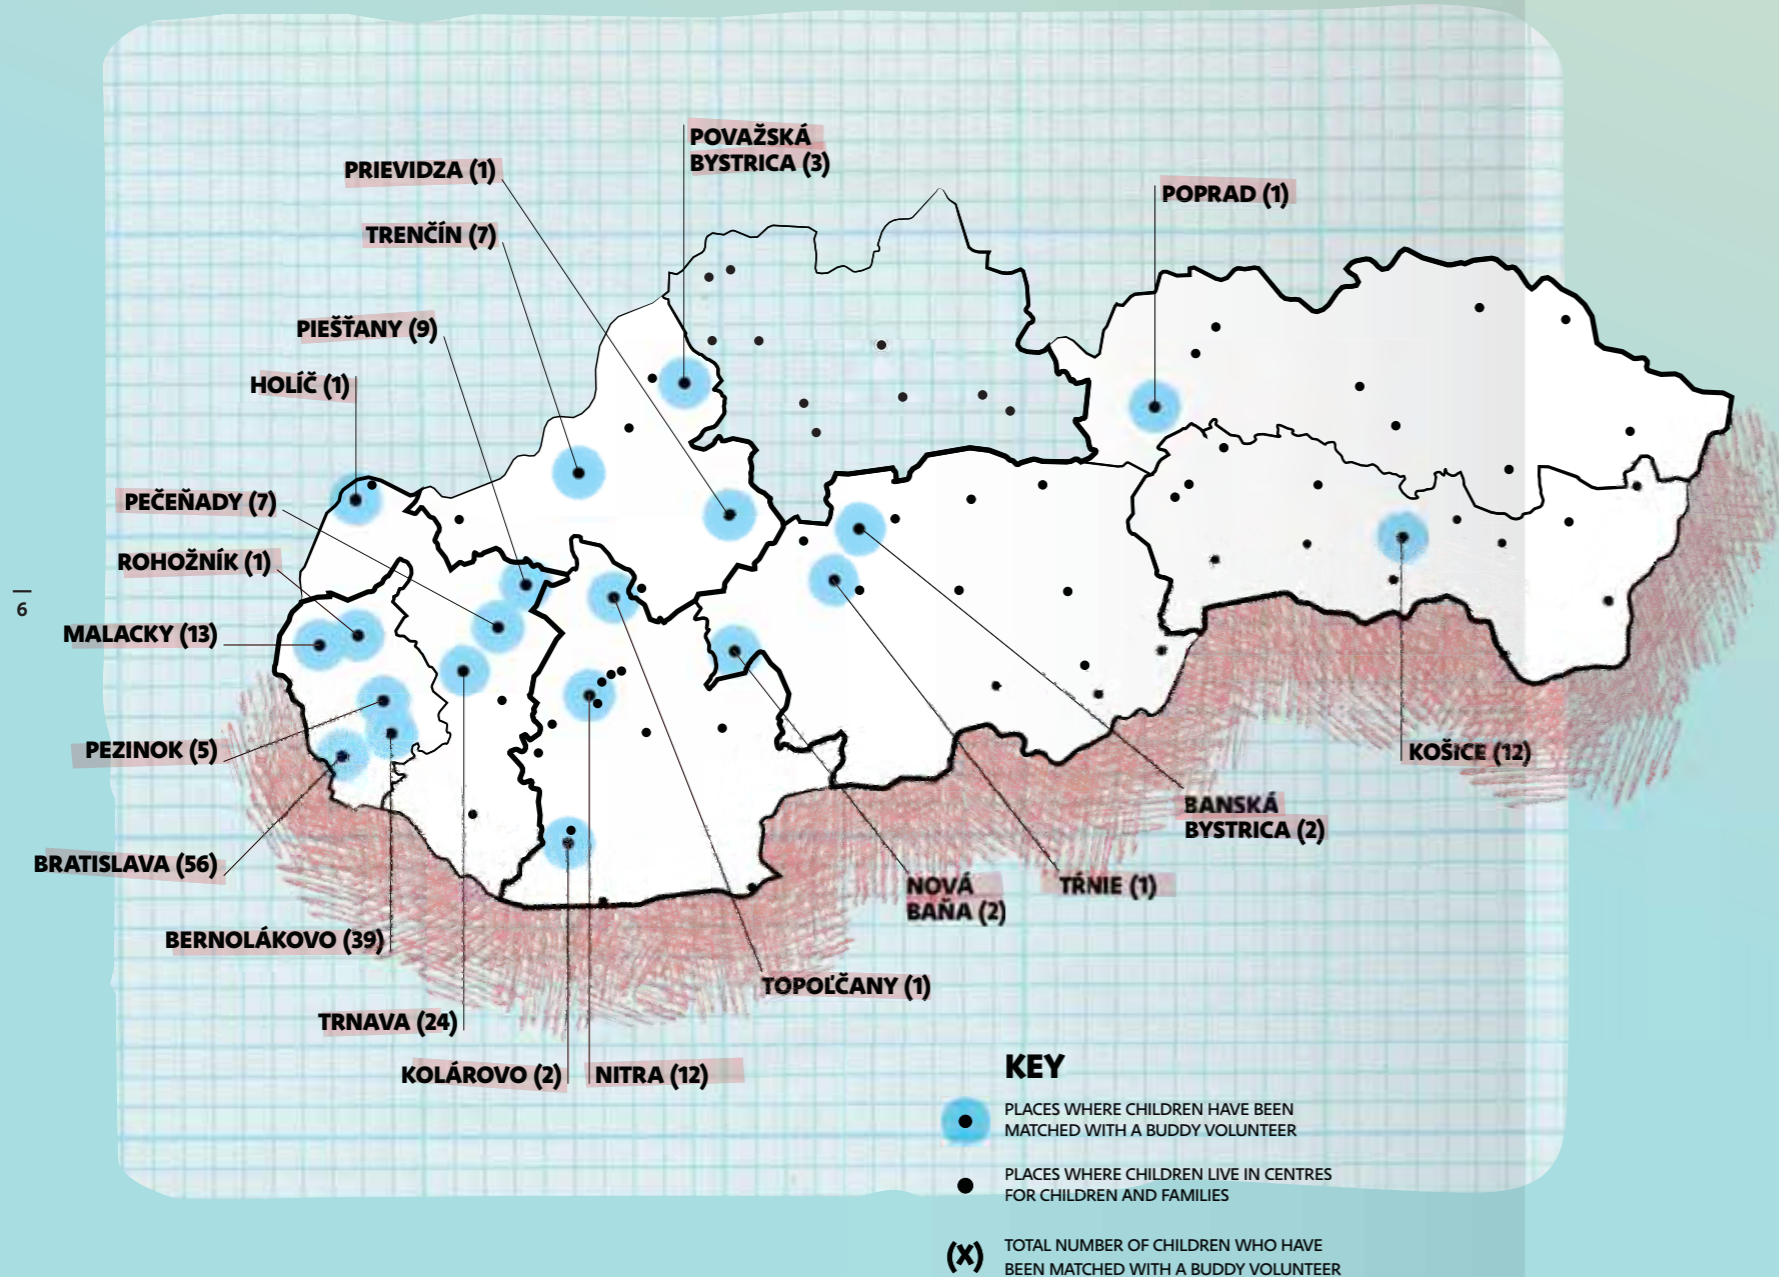 POVAŽSKÁ
BYSTRICA (3)
PRIEVIDZA (1)
POPRAD (1)
TRENČÍN (7)
PIEŠŤANY (9)
HOLÍČ (1)
PEČEŇADY (7)
ROHOŽNÍK (1)
6
MALACKY (13)
PEZINOK (5)
KOŠICE (12)
BANSKÁ
BYSTRICA (2)
BRATISLAVA (56)
NOVÁ
BAŇA (2)
TŔNIE (1)
BERNOLÁKOVO (39)
TOPOĽČANY (1)
TRNAVA (24)
KOLÁROVO (2)
NITRA (12)
KEY
PLACES WHERE CHILDREN HAVE BEEN
MATCHED WITH A BUDDY VOLUNTEER
PLACES WHERE CHILDREN LIVE IN CENTRES
FOR CHILDREN AND FAMILIES
(X) TOTAL NUMBER OF CHILDREN WHO HAVE
BEEN MATCHED WITH A BUDDY VOLUNTEER